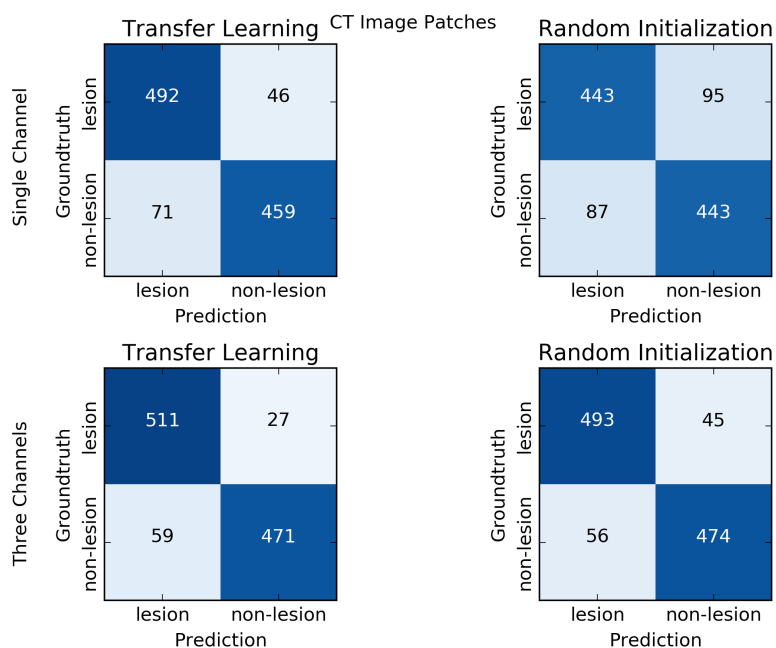 CT Image Patches
Transfer Learning
Single Channel
Groundtruth
lesion
non-lesion
492 46
71 459
lesion non-lesion
Prediction
Random Initialization
Groundtruth
lesion
non-lesion
443 95
87 443
lesion non-lesion
Prediction
Transfer Learning
Three Channels
Groundtruth
lesion
non-lesion
511 27
59 471
lesion non-lesion
Prediction
Random Initialization
Groundtruth
lesion
non-lesion
493 45
56 474
lesion non-lesion
Prediction